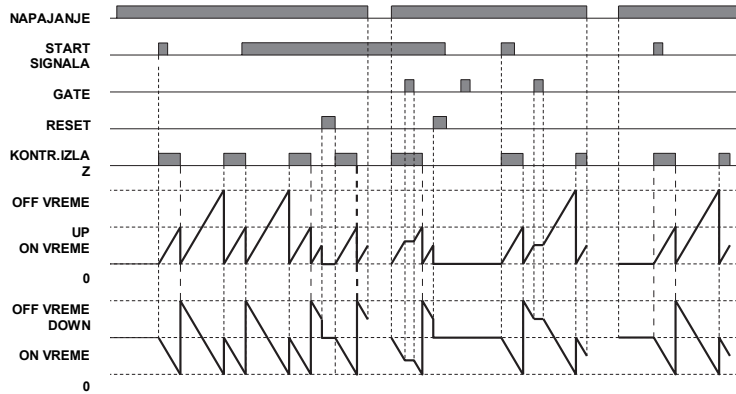 NAPAJANJE
START
SIGNALA
GATE
RESET
KONTR.IZLA
Z
OFF VREME
UP
ON VREME
0
OFF VREME
DOWN
ON VREME
0